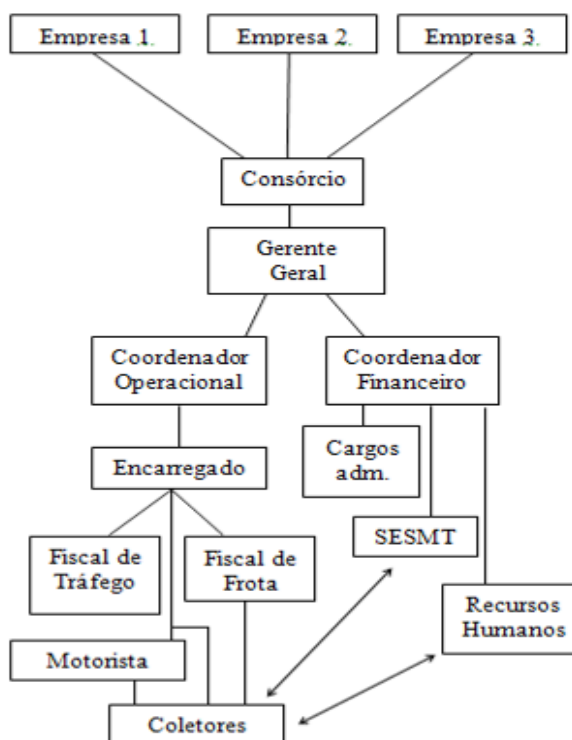 Empresa 1.
Empresa 2.
Empresa 3.
Consórcio
Gerente
Geral
Coordenador
Operacional
Coordenador
Financeiro
Encarregado
Cargos
adm.
Fiscal de
Tráfego
Fiscal de
Frota
SESMT
Recursos
Humanos
Motorista
Coletores